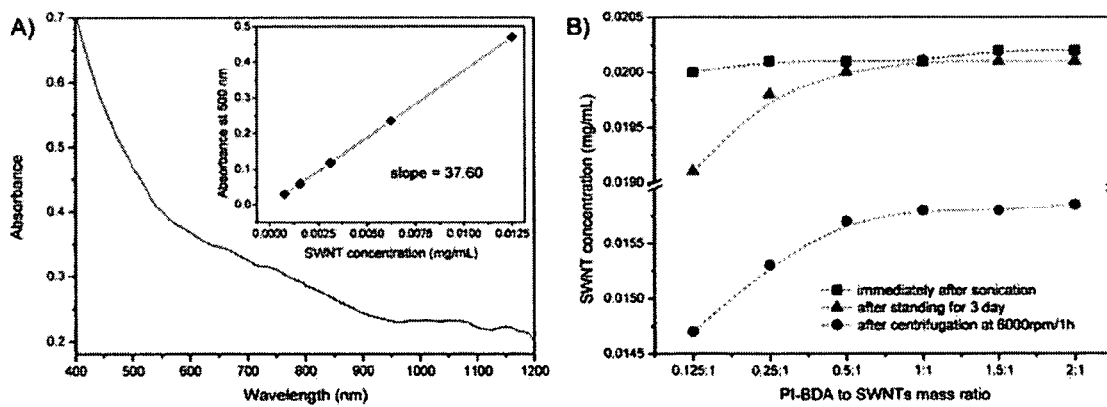 A)
0.7
0.6
0.5
0.4
0.3
0.2
Absorbance
400 500 600 700 800 900 1000 1100 1200
Wavelength (nm)
0.5
0.4
0.3
0.2
0.1
0.0
Absorbance at 500 nm
slope = 37.60
0.0000 0.0025 0.0050 0.0075 0.0100 0.0125
SWNT concentration (mg/mL)
B)
0.0205
0.0200
0.0195
0.0190
0.0155
0.0150
0.0145
SWNT concentration (mg/mL)
immediately after sonication
after standing for 3 day
after centrifugation at 6000rpm/1h
0.125:1 0.25:1 0.5:1 1:1 1.5:1 2:1
PI-BDA to SWNTs mass ratio